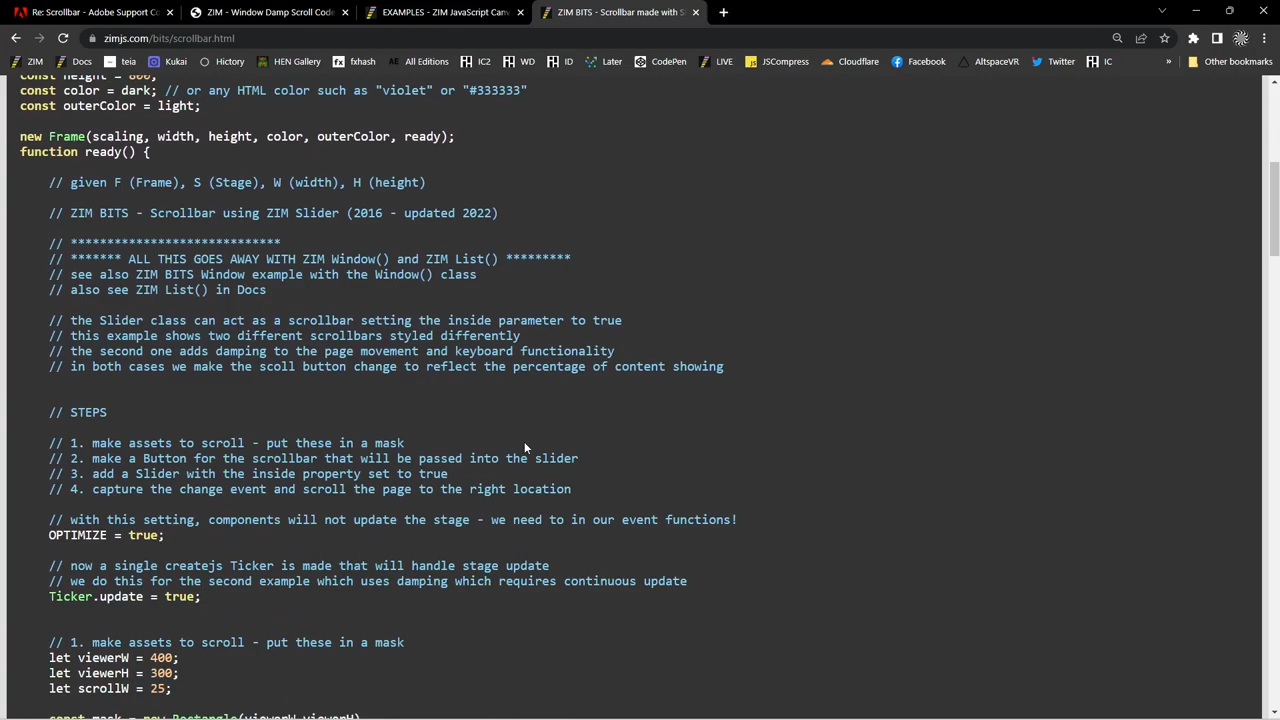 Re: Scrollbar - Adobe Support Co
ZIM - Window Damp Scroll Code
EXAMPLES - ZIM JavaScript Canv
ZIM BITS - Scrollbar made with S
zimjs.com/bits/scrollbar.html
ZIM Docs teia Kukai Hictory HEN Gallery fxhash All Editions IC2 WD ID Later CodePen LIVE JSCompress Cloudflare Facebook AltspaceVR Twitter IC » Other bookmarks
const height = 800;
const color = dark; // or any HTML color such as "violet" or "#333333"
const outerColor = light;
new Frame(scaling, width, height, color, outerColor, ready);
function ready() {
// given F (Frame), S (Stage), W (width), H (height)
// ZIM BITS - Scrollbar using ZIM Slider (2016 - updated 2022)
// *****************************
// ******* ALL THIS GOES AWAY WITH ZIM Window() and ZIM List() *********
// see also ZIM BITS Window example with the Window() class
// also see ZIM List() in Docs
// the Slider class can act as a scrollbar setting the inside parameter to true
// this example shows two different scrollbars styled differently
// the second one adds damping to the page movement and keyboard functionality
// in both cases we make the scoll button change to reflect the percentage of content showing
// STEPS
// 1. make assets to scroll - put these in a mask
// 2. make a Button for the scrollbar that will be passed into the slider
// 3. add a Slider with the inside property set to true
// 4. capture the change event and scroll the page to the right location
// with this setting, components will not update the stage - we need to in our event functions!
OPTIMIZE = true;
// now a single createjs Ticker is made that will handle stage update
// we do this for the second example which uses damping which requires continuous update
Ticker.update = true;
// 1. make assets to scroll - put these in a mask
let viewerW = 400;
let viewerH = 300;
let scrollW = 25;
const mask = new Rectangle(viewerW,viewerH)